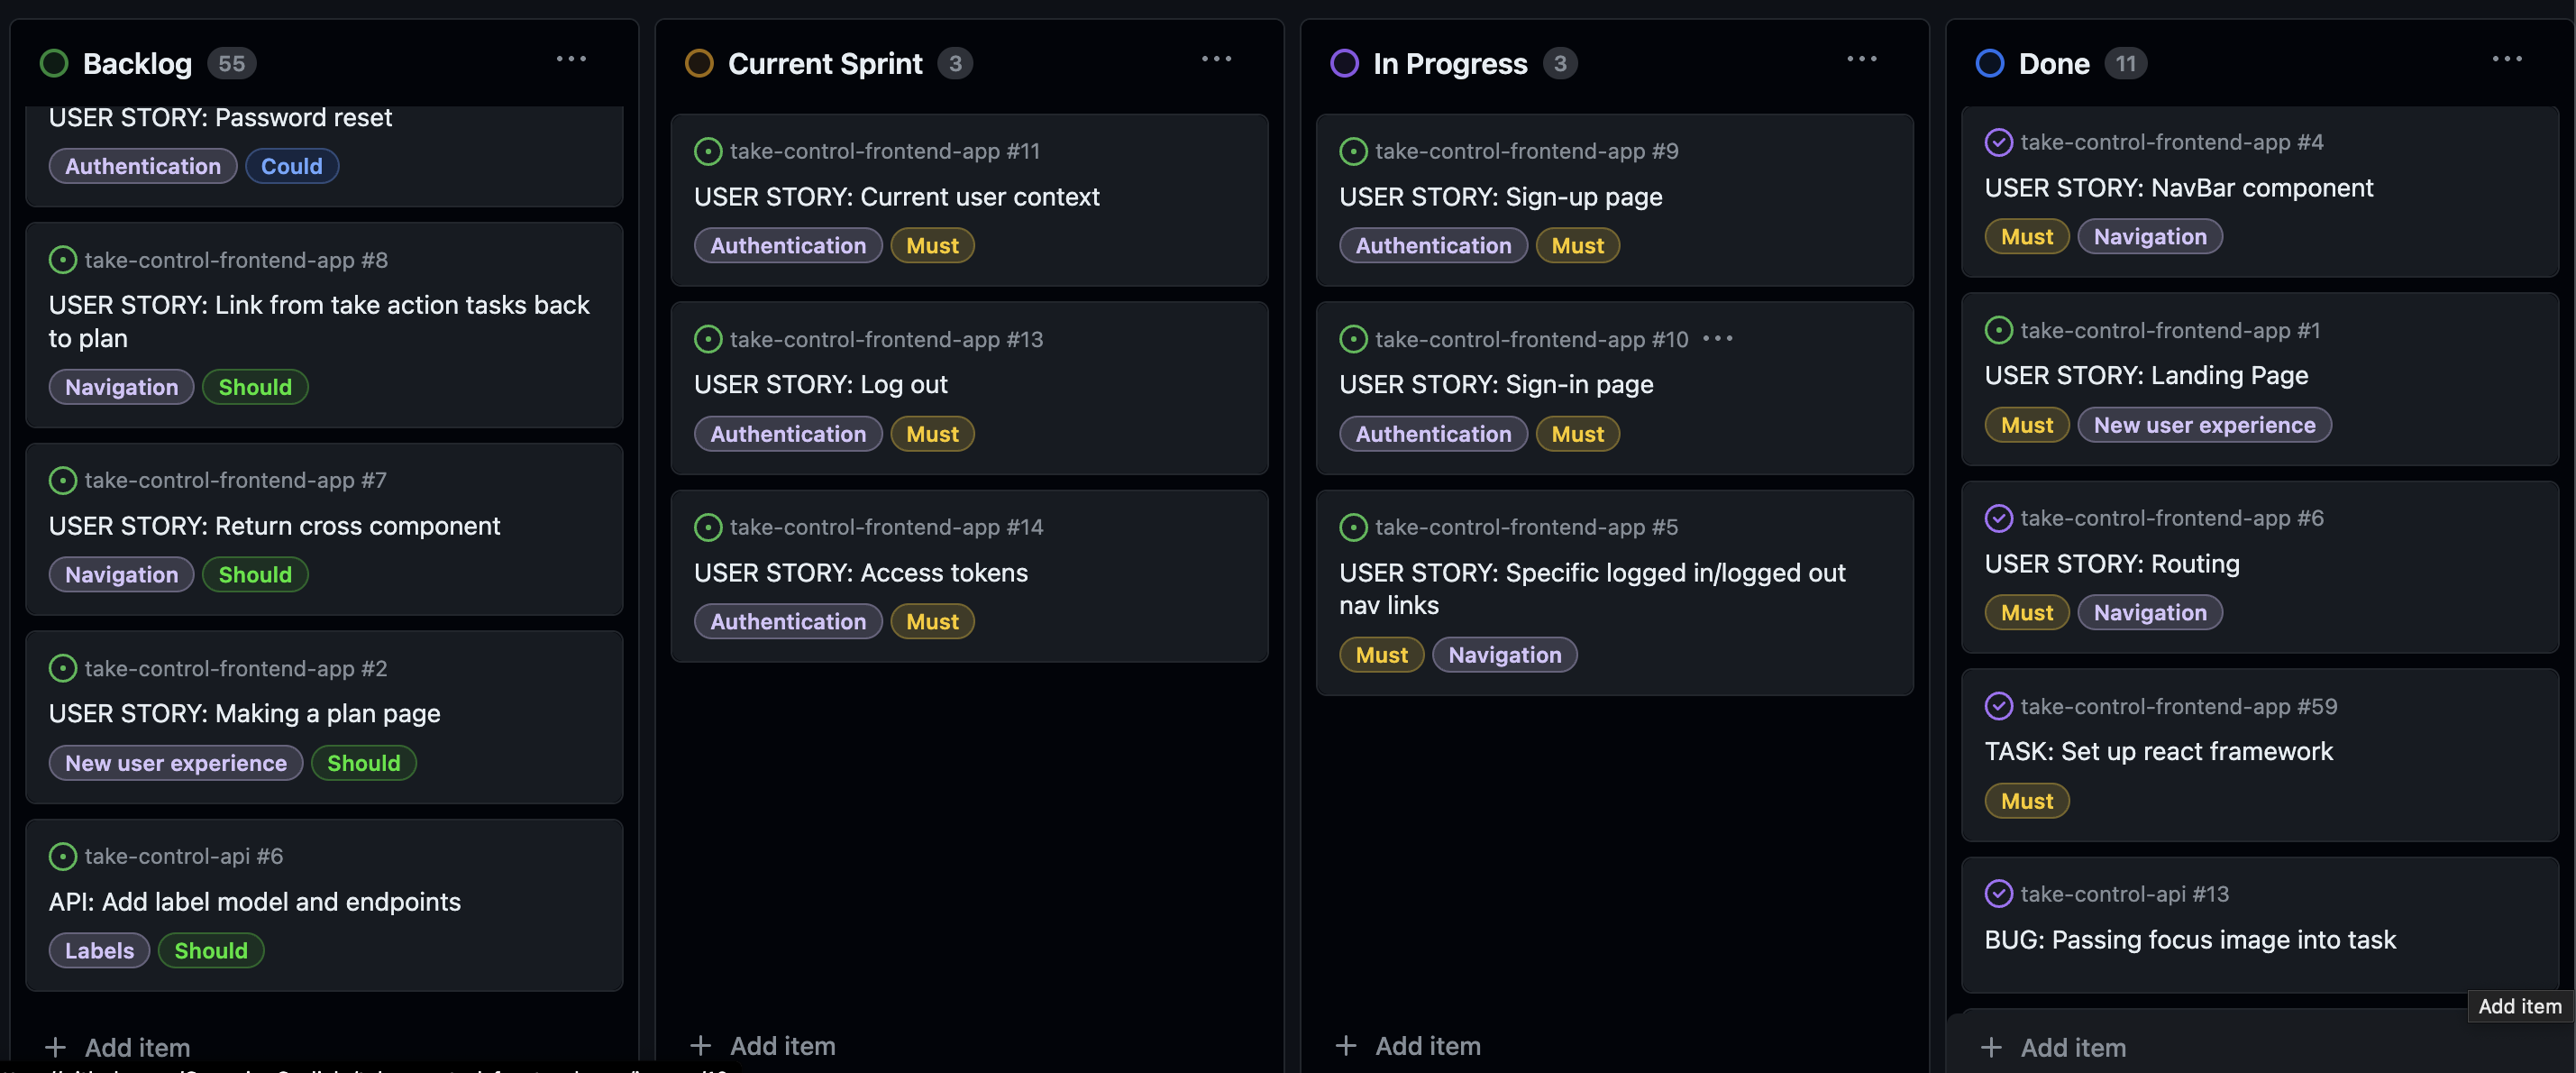 Backlog 55
USER STORY: Password reset
Authentication Could
take-control-frontend-app #8
USER STORY: Link from take action tasks back
to plan
Navigation Should
take-control-frontend-app #7
USER STORY: Return cross component
Navigation Should
take-control-frontend-app #2
USER STORY: Making a plan page
New user experience Should
take-control-api #6
API: Add label model and endpoints
Labels Should
+ Add item
Current Sprint 3
take-control-frontend-app #11
USER STORY: Current user context
Authentication Must
take-control-frontend-app #13
USER STORY: Log out
Authentication Must
take-control-frontend-app #14
USER STORY: Access tokens
Authentication Must
+ Add item
In Progress 3
take-control-frontend-app #9
USER STORY: Sign-up page
Authentication Must
take-control-frontend-app #10
USER STORY: Sign-in page
Authentication Must
take-control-frontend-app #5
USER STORY: Specific logged in/logged out
nav links
Must Navigation
+ Add item
Done 11
take-control-frontend-app #4
USER STORY: NavBar component
Must Navigation
take-control-frontend-app #1
USER STORY: Landing Page
Must New user experience
take-control-frontend-app #6
USER STORY: Routing
Must Navigation
take-control-frontend-app #59
TASK: Set up react framework
Must
take-control-api #13
BUG: Passing focus image into task
Add item
+ Add item